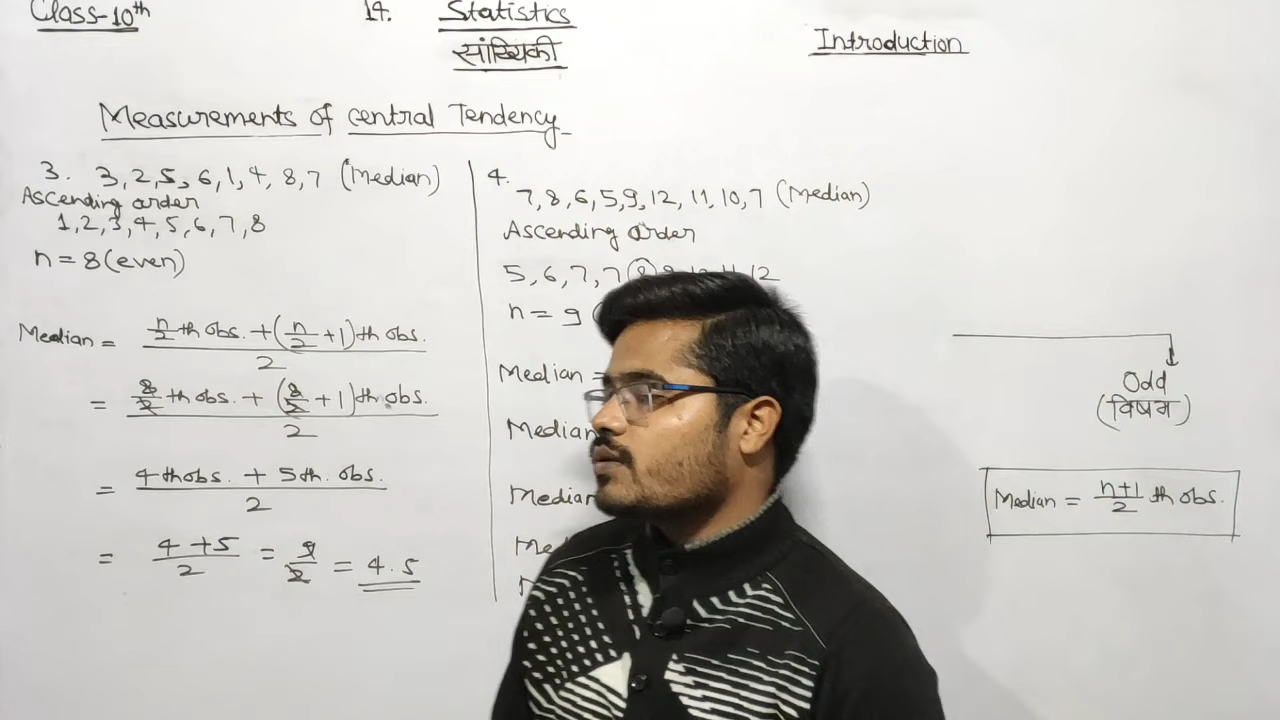 Class-10th
14. Statistics
सांख्यिकी
Introduction
Measurements of central Tendency
3. 3,2,5,6,1,4,8,7 (Median)
Ascending order
1,2,3,4,5,6,7,8
n=8(even)
Median = n/2 th obs. + (n/2 +1)th obs. / 2
= 8/2 th obs. + (8/2 +1)th obs. / 2
= 4th obs. + 5th. obs. / 2
= 4+5/2 = 9/2 = 4.5
4.
7,8,6,5,9,12,11,10,7 (Median)
Ascending order
5,6,7,7 12
n = 9
Median =
Median
Median
Odd
(विषम)
Median = n+1/2 th obs.